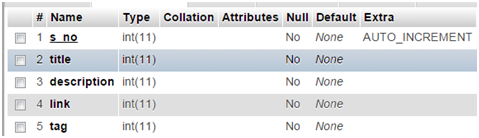 # Name Type Collation Attributes Null Default Extra
1 s_no int(11) No None AUTO_INCREMENT
2 title int(11) No None
3 description int(11) No None
4 link int(11) No None
5 tag int(11) No None